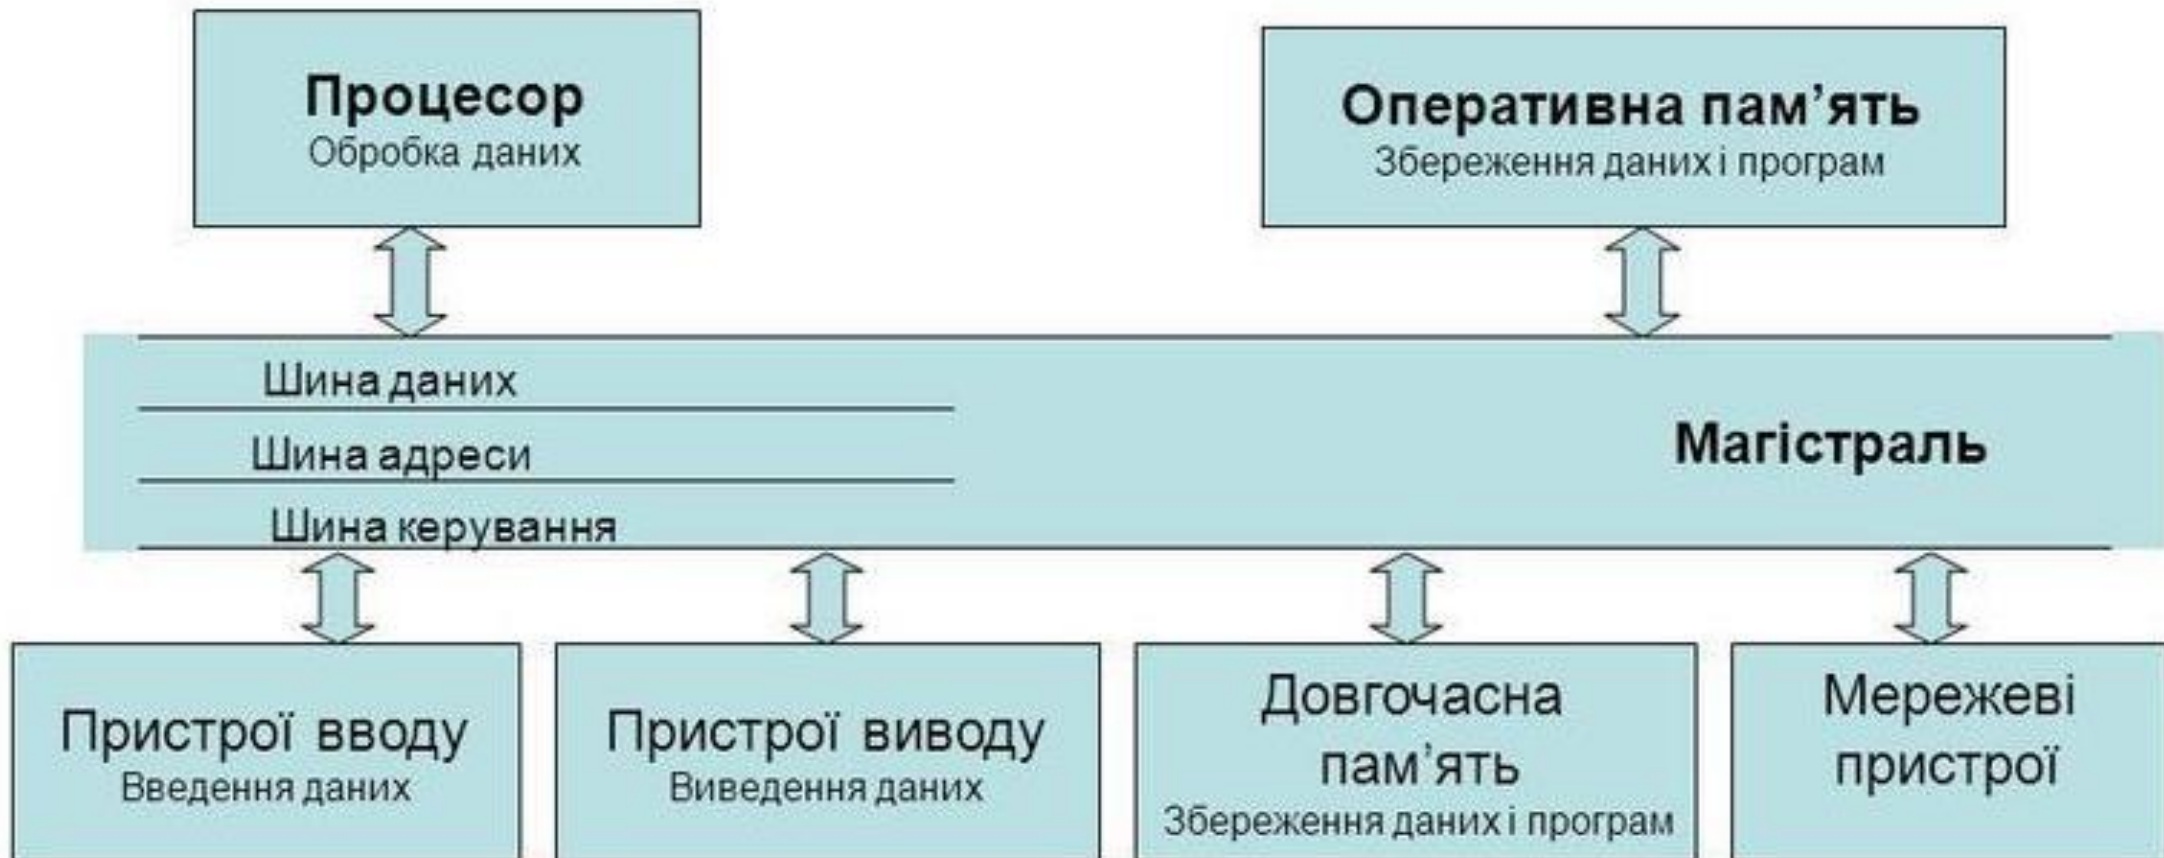 Процесор
Обробка даних
Оперативна пам’ять
Збереження даних і програм
Шина даних
Шина адреси
Шина керування
Магістраль
Пристрої вводу
Введення даних
Пристрої виводу
Виведення даних
Довгочасна
пам’ять
Збереження даних і програм
Мережеві
пристрої